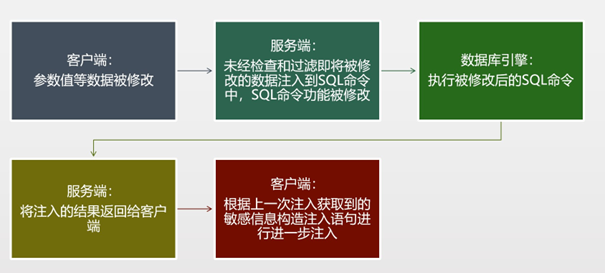 客户端：
参数值等数据被修改
服务端：
未经检查和过滤即将被修
改的数据注入到SQL命令
中，SQL命令功能被修改
数据库引擎：
执行被修改后的SQL命令
服务端：
将注入的结果返回给客户
端
客户端：
根据上一次注入获取到的
敏感信息构造注入语句进
行进一步注入